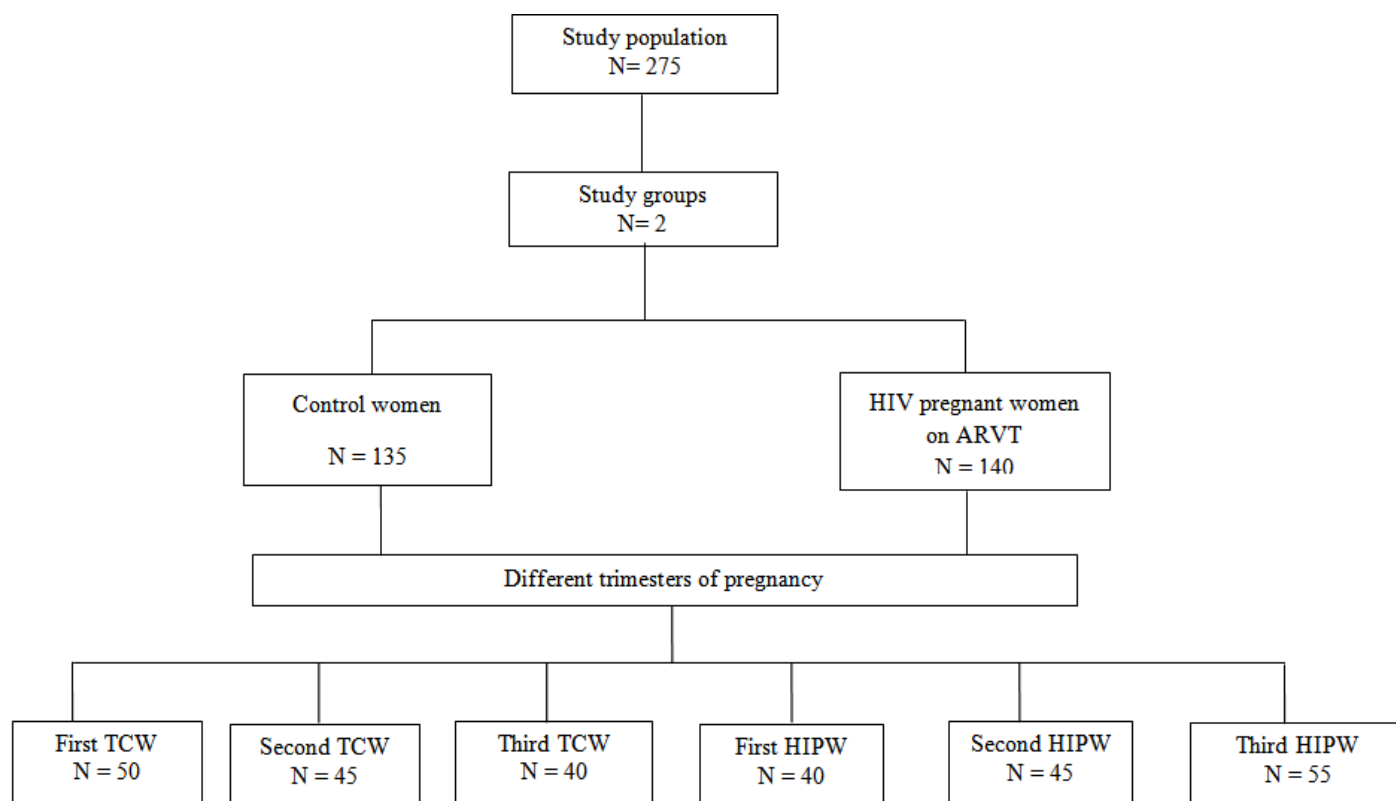 Study population
N= 275
Study groups
N= 2
Control women
N = 135
HIV pregnant women
on ARVT
N = 140
Different trimesters of pregnancy
First TCW
N = 50
Second TCW
N = 45
Third TCW
N = 40
First HIPW
N = 40
Second HIPW
N = 45
Third HIPW
N = 55